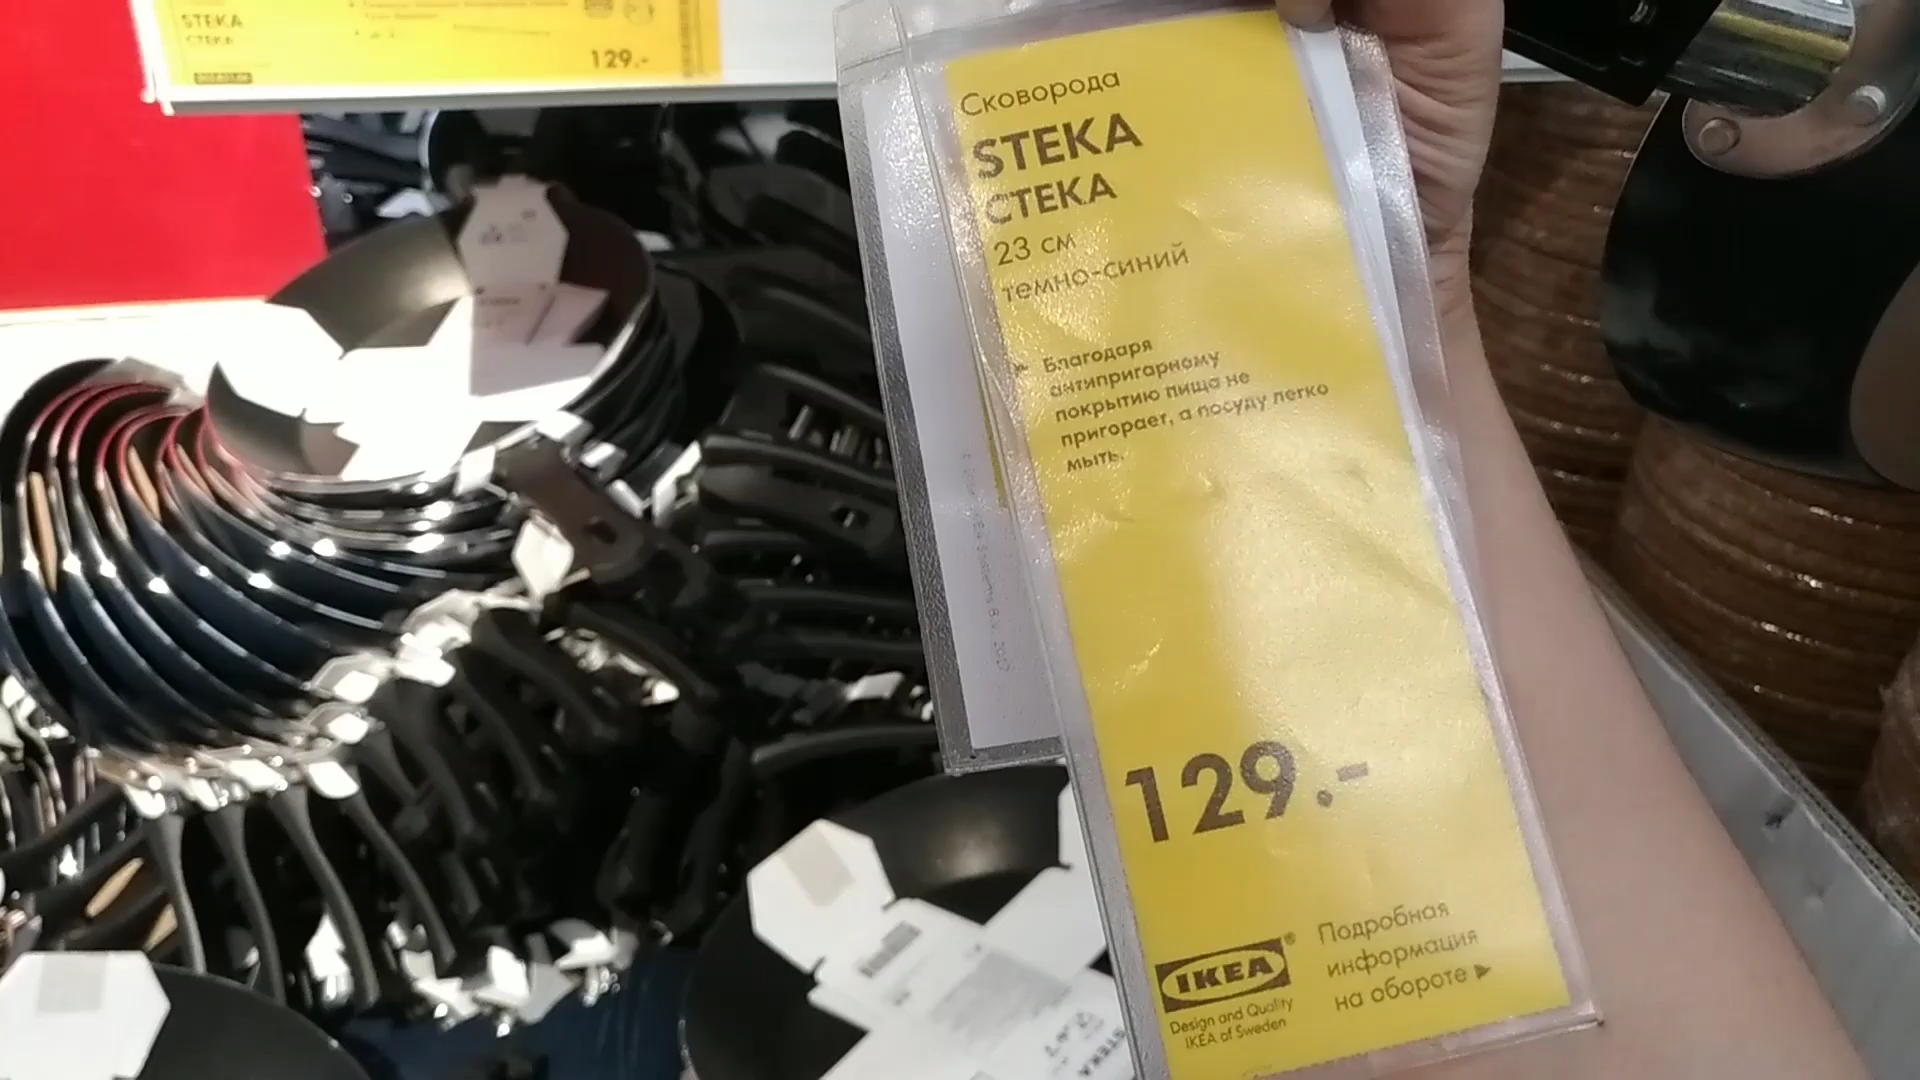 STEKA
СТЕКА
129.-
Сковорода
STEKA
СТЕКА
23 см
темно-синий
Благодаря
антипригарному
покрытию пища не
пригорает, а посуду легко
мыть.
129.-
IKEA®
Design and Quality
IKEA of Sweden
Подробная
информация
на обороте
STEKA